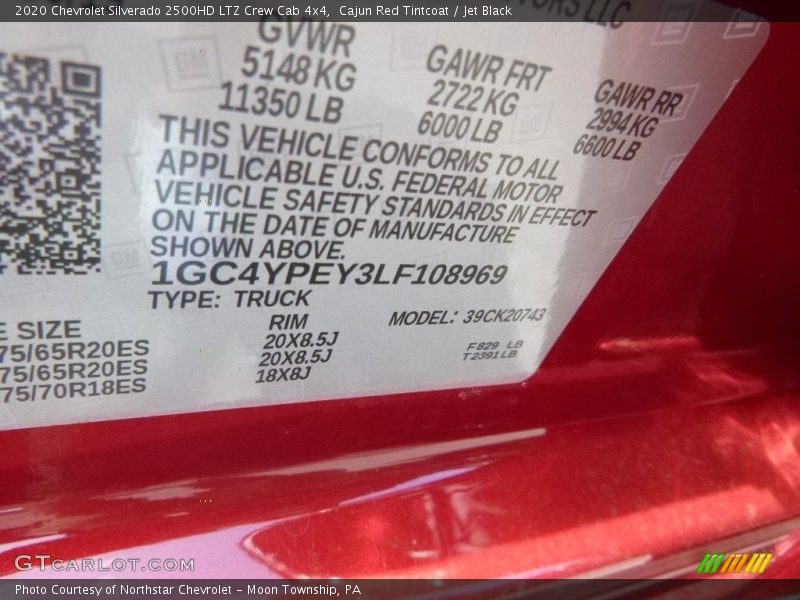 2020 Chevrolet Silverado 2500HD LTZ Crew Cab 4x4, Cajun Red Tintcoat / Jet Black
MOTORS LLC
GVWR GAWR FRT GAWR RR
5148 KG 2722 KG 2994 KG
11350 LB 6000 LB 6600 LB
THIS VEHICLE CONFORMS TO ALL
APPLICABLE U.S. FEDERAL MOTOR
VEHICLE SAFETY STANDARDS IN EFFECT
ON THE DATE OF MANUFACTURE
SHOWN ABOVE.
1GC4YPEY3LF108969
TYPE: TRUCK
E SIZE RIM MODEL: 39CK20743
75/65R20ES 20X8.5J F 829 LB
75/65R20ES 20X8.5J T 2391 LB
75/70R18ES 18X8J
GTCARLOT.COM
Photo Courtesy of Northstar Chevrolet - Moon Township, PA